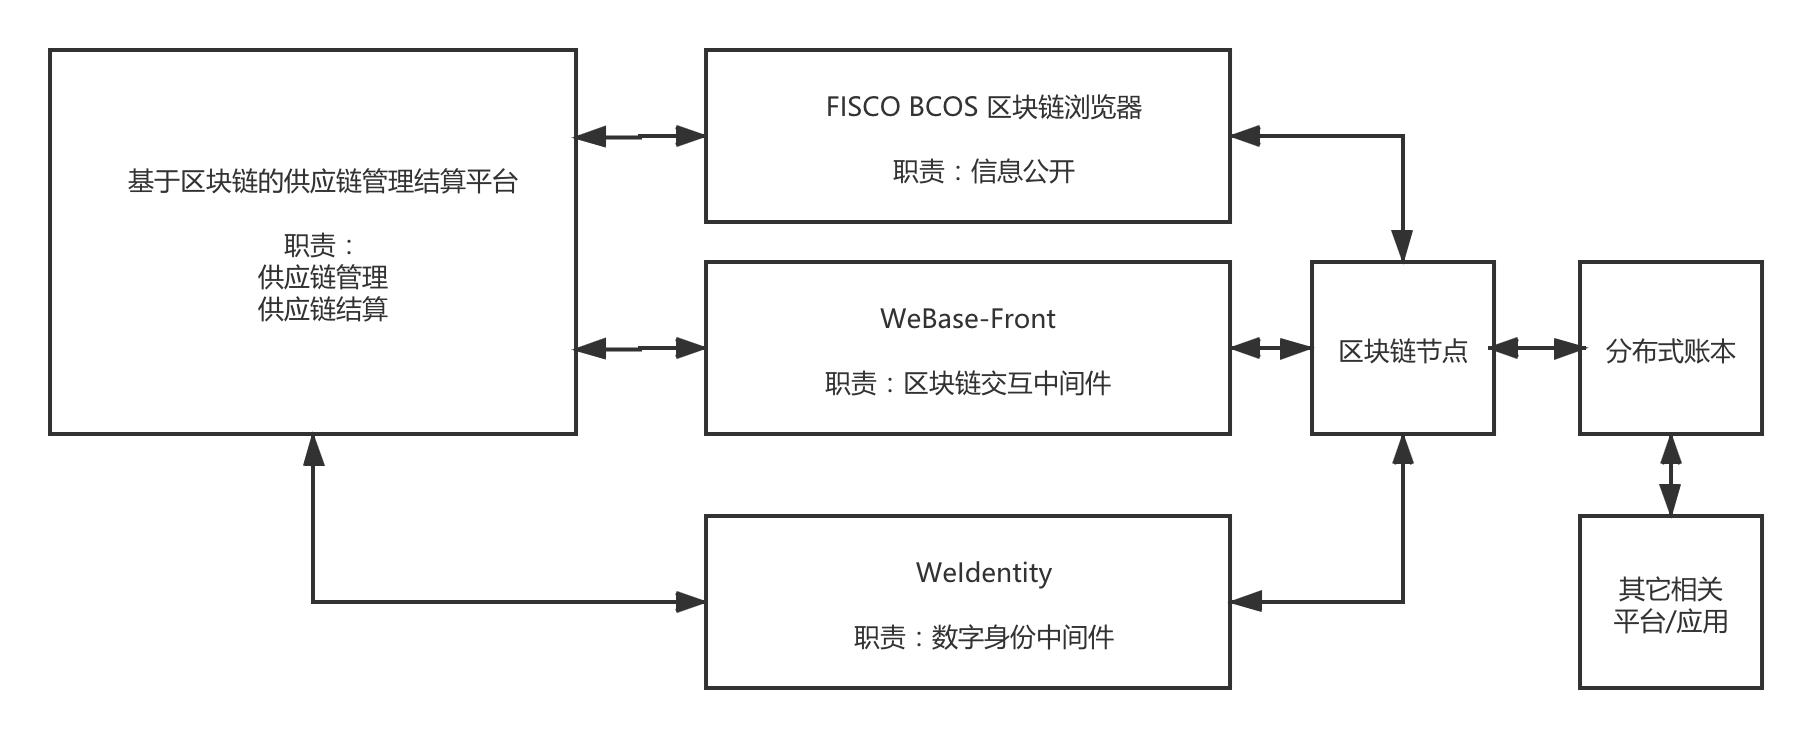 基于区块链的供应链管理结算平台
职责：
供应链管理
供应链结算
FISCO BCOS 区块链浏览器
职责：信息公开
WeBase-Front
职责：区块链交互中间件
WeIdentity
职责：数字身份中间件
区块链节点
分布式账本
其它相关
平台/应用